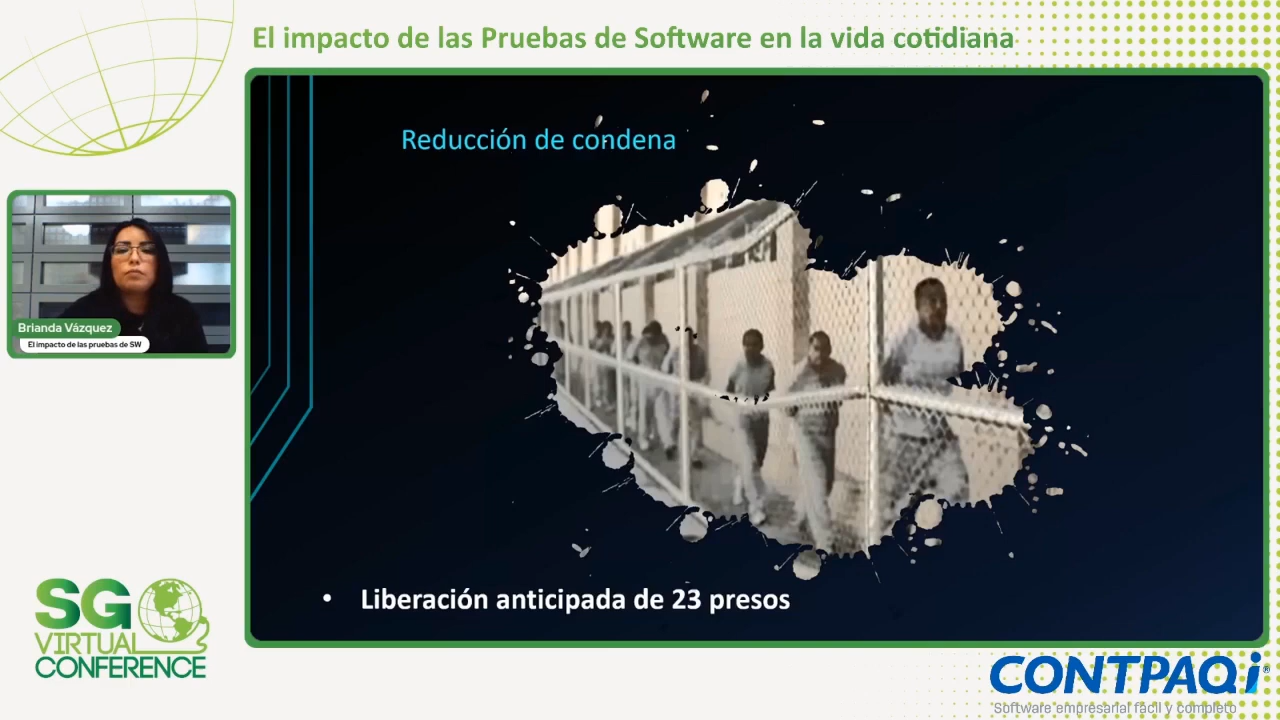 El impacto de las Pruebas de Software en la vida cotidiana
Reducción de condena
Brianda Vázquez
El impacto de las pruebas de SW
• Liberación anticipada de 23 presos
SG
VIRTUAL
CONFERENCE
CONTPAQi®
Software empresarial fácil y completo